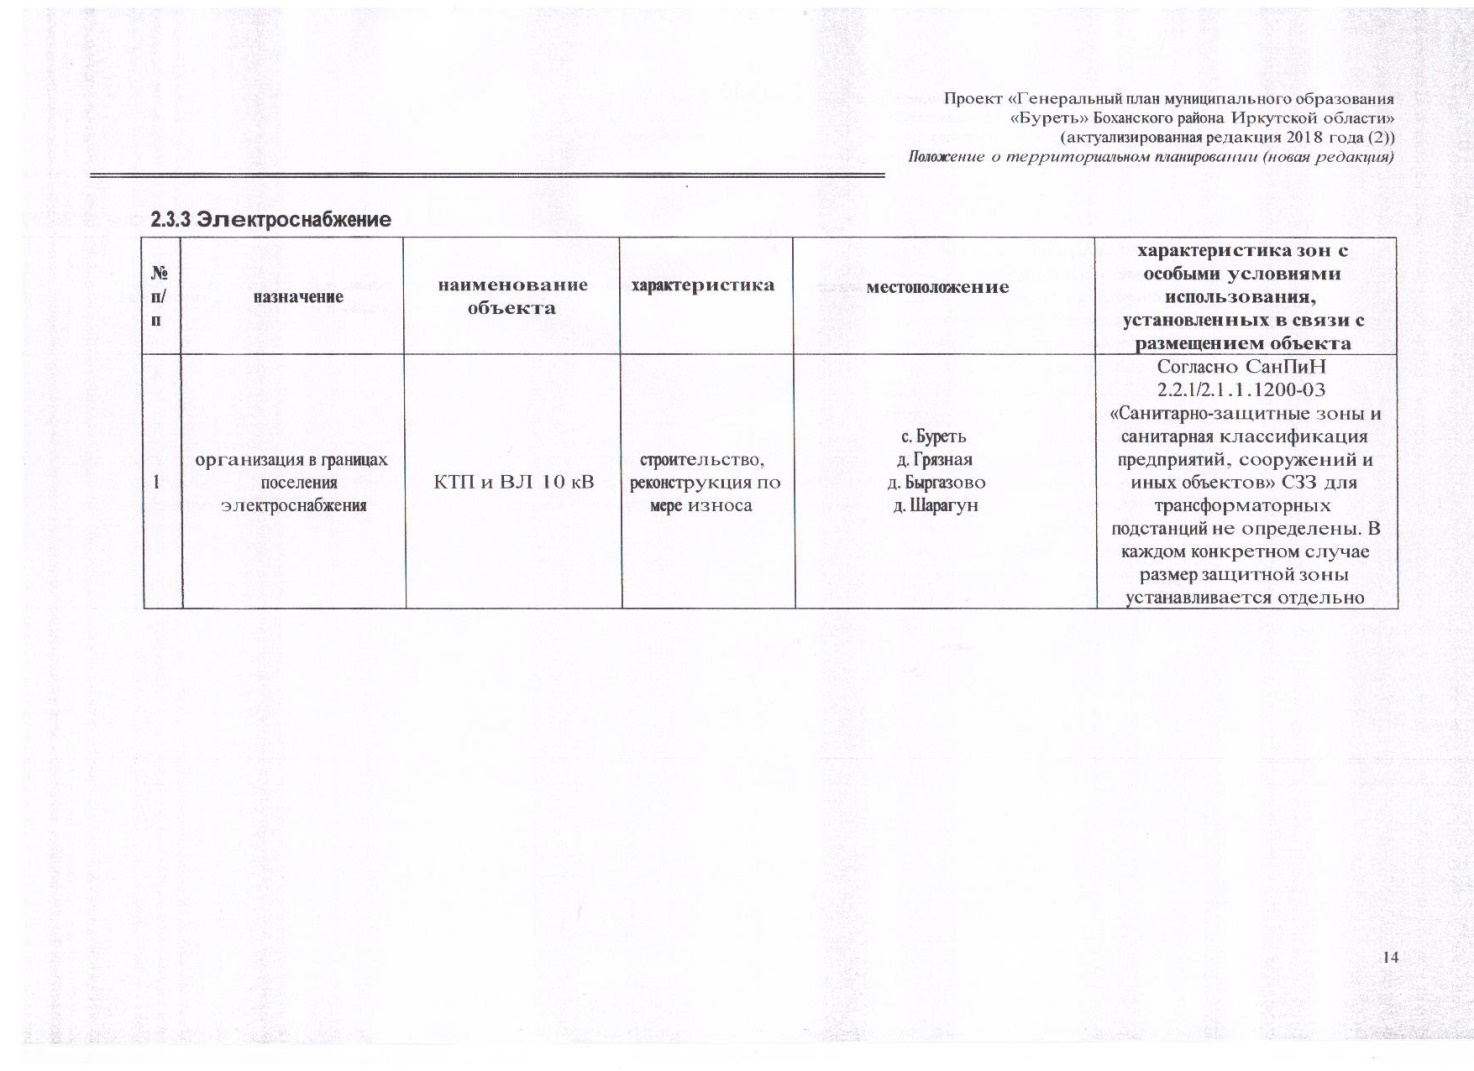 Проект «Генеральный план муниципального образования
«Буреть» Боханского района Иркутской области»
(актуализированная редакция 2018 года (2))
Положение о территориальном планировании (новая редакция)
2.3.3 Электроснабжение
№
п/
п
назначение
наименование
объекта
характеристика
местоположение
характеристика зон с
особыми условиями
использования,
установленных в связи с
размещением объекта
1
организация в границах
поселения
электроснабжения
КТП и ВЛ 10 кВ
строительство,
реконструкция по
мере износа
с. Буреть
д. Грязная
д. Быргазово
д. Шарагун
Согласно СанПиН
2.2.1/2.1.1.1200-03
«Санитарно-защитные зоны и
санитарная классификация
предприятий, сооружений и
иных объектов» СЗЗ для
трансформаторных
подстанций не определены. В
каждом конкретном случае
размер защитной зоны
устанавливается отдельно
14